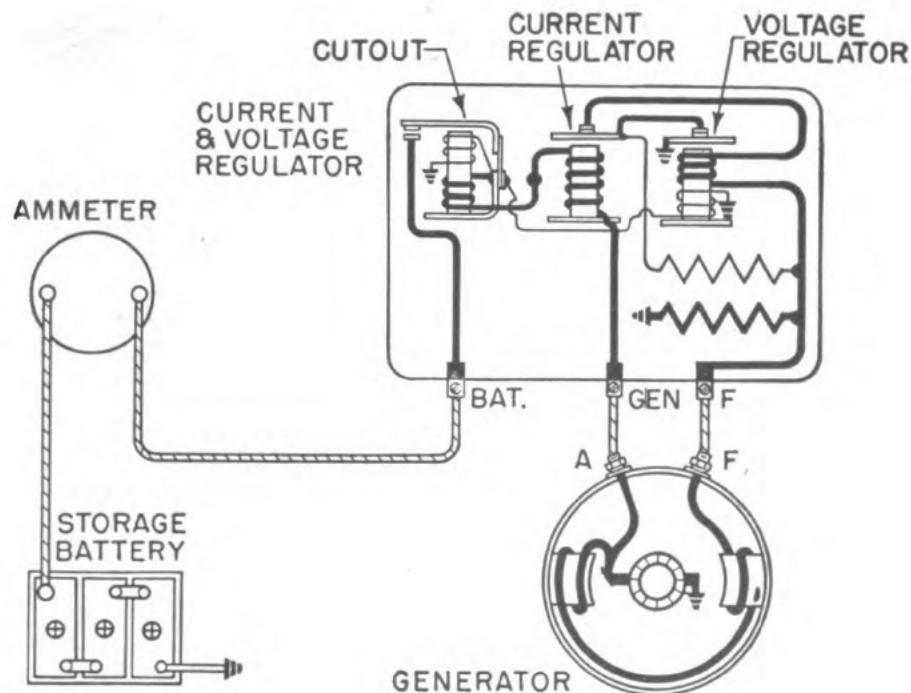 CUTOUT
CURRENT
REGULATOR
VOLTAGE
REGULATOR
CURRENT
& VOLTAGE
REGULATOR
AMMETER
BAT.
GEN
F
A
F
STORAGE
BATTERY
GENERATOR